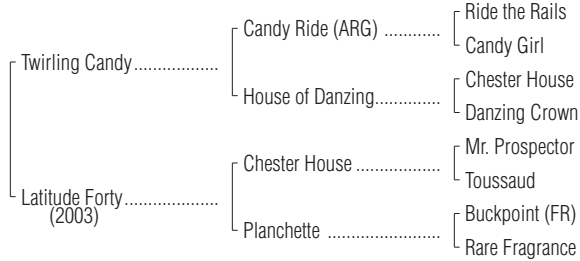 Ride the Rails
Candy Ride (ARG) ............
Candy Girl
Twirling Candy..................
Chester House
House of Danzing..............
Danzing Crown
Mr. Prospector
Chester House ..................
Toussaud
Latitude Forty....................
(2003)
Buckpoint (FR)
Planchette ........................
Rare Fragrance